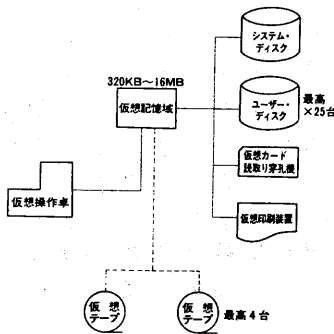 システム・
ディスク
320KB～16MB
仮想記憶域
ユーザー・
ディスク
最高
×25台
仮想カード
読取り穿孔機
仮想操作卓
仮想印刷装置
仮想
テープ
仮想
テープ
最高4台